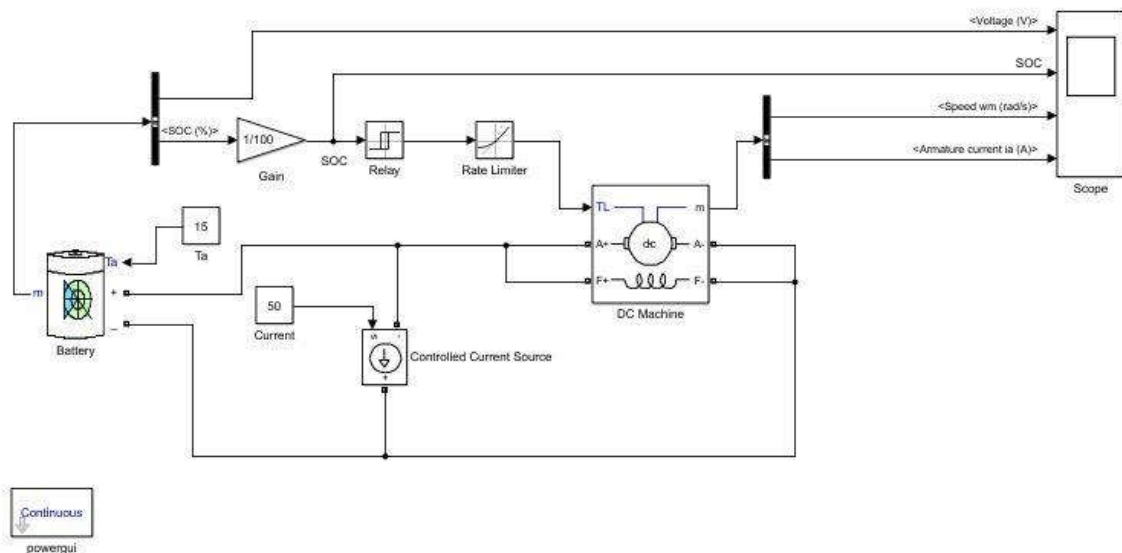 <Voltage (V)>
SOC
<Speed wm (rad/s)>
<Armature current ia (A)>
Scope
<SOC (%)>
1/100
Gain
SOC
Relay
Rate Limiter
TL
m
A+
dc
A-
F+
F-
DC Machine
15
Ta
Ta
m
+
_
Battery
50
Current
s
-
+
Controlled Current Source
Continuous
powergui